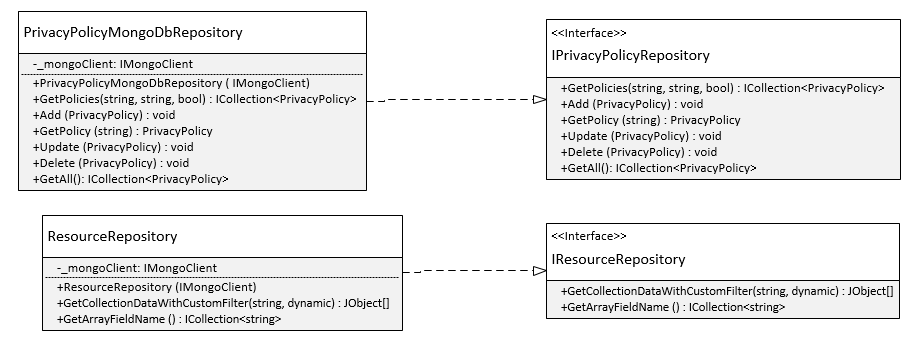 PrivacyPolicyMongoDbRepository
-_mongoClient: IMongoClient
+PrivacyPolicyMongoDbRepository ( IMongoClient)
+GetPolicies(string, string, bool) : ICollection<PrivacyPolicy>
+Add (PrivacyPolicy) : void
+GetPolicy (string) : PrivacyPolicy
+Update (PrivacyPolicy) : void
+Delete (PrivacyPolicy) : void
+GetAll(): ICollection<PrivacyPolicy>
<<Interface>>
IPrivacyPolicyRepository
+GetPolicies(string, string, bool) : ICollection<PrivacyPolicy>
+Add (PrivacyPolicy) : void
+GetPolicy (string) : PrivacyPolicy
+Update (PrivacyPolicy) : void
+Delete (PrivacyPolicy) : void
+GetAll(): ICollection<PrivacyPolicy>
ResourceRepository
-_mongoClient: IMongoClient
+ResourceRepository (IMongoClient)
+GetCollectionDataWithCustomFilter(string, dynamic) : JObject[]
+GetArrayFieldName () : ICollection<string>
<<Interface>>
IResourceRepository
+GetCollectionDataWithCustomFilter(string, dynamic) : JObject[]
+GetArrayFieldName () : ICollection<string>